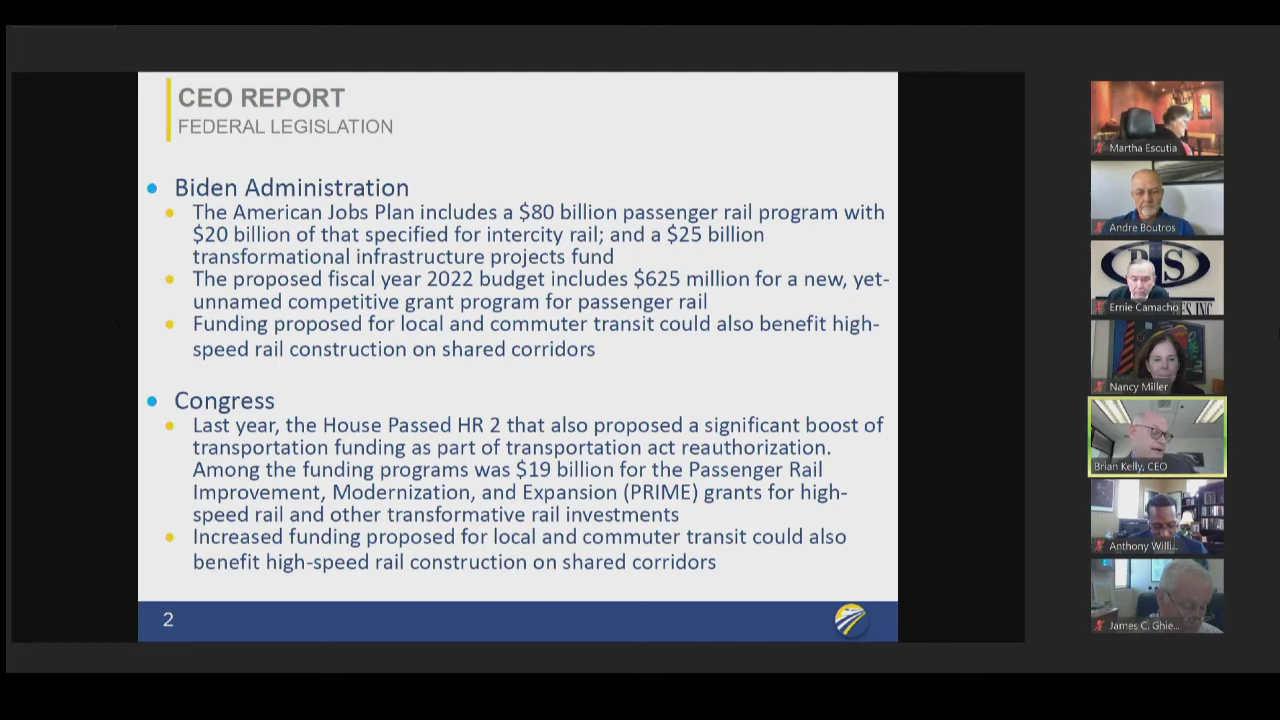 CEO REPORT
FEDERAL LEGISLATION
Biden Administration
The American Jobs Plan includes a $80 billion passenger rail program with
$20 billion of that specified for intercity rail; and a $25 billion
transformational infrastructure projects fund
The proposed fiscal year 2022 budget includes $625 million for a new, yet-
unnamed competitive grant program for passenger rail
Funding proposed for local and commuter transit could also benefit high-
speed rail construction on shared corridors
Congress
Last year, the House Passed HR 2 that also proposed a significant boost of
transportation funding as part of transportation act reauthorization.
Among the funding programs was $19 billion for the Passenger Rail
Improvement, Modernization, and Expansion (PRIME) grants for high-
speed rail and other transformative rail investments
Increased funding proposed for local and commuter transit could also
benefit high-speed rail construction on shared corridors
2
Martha Escutia
Andre Boutros
Ernie Camacho
Nancy Miller
Brian Kelly, CEO
Anthony Willi...
James C. Ghie...